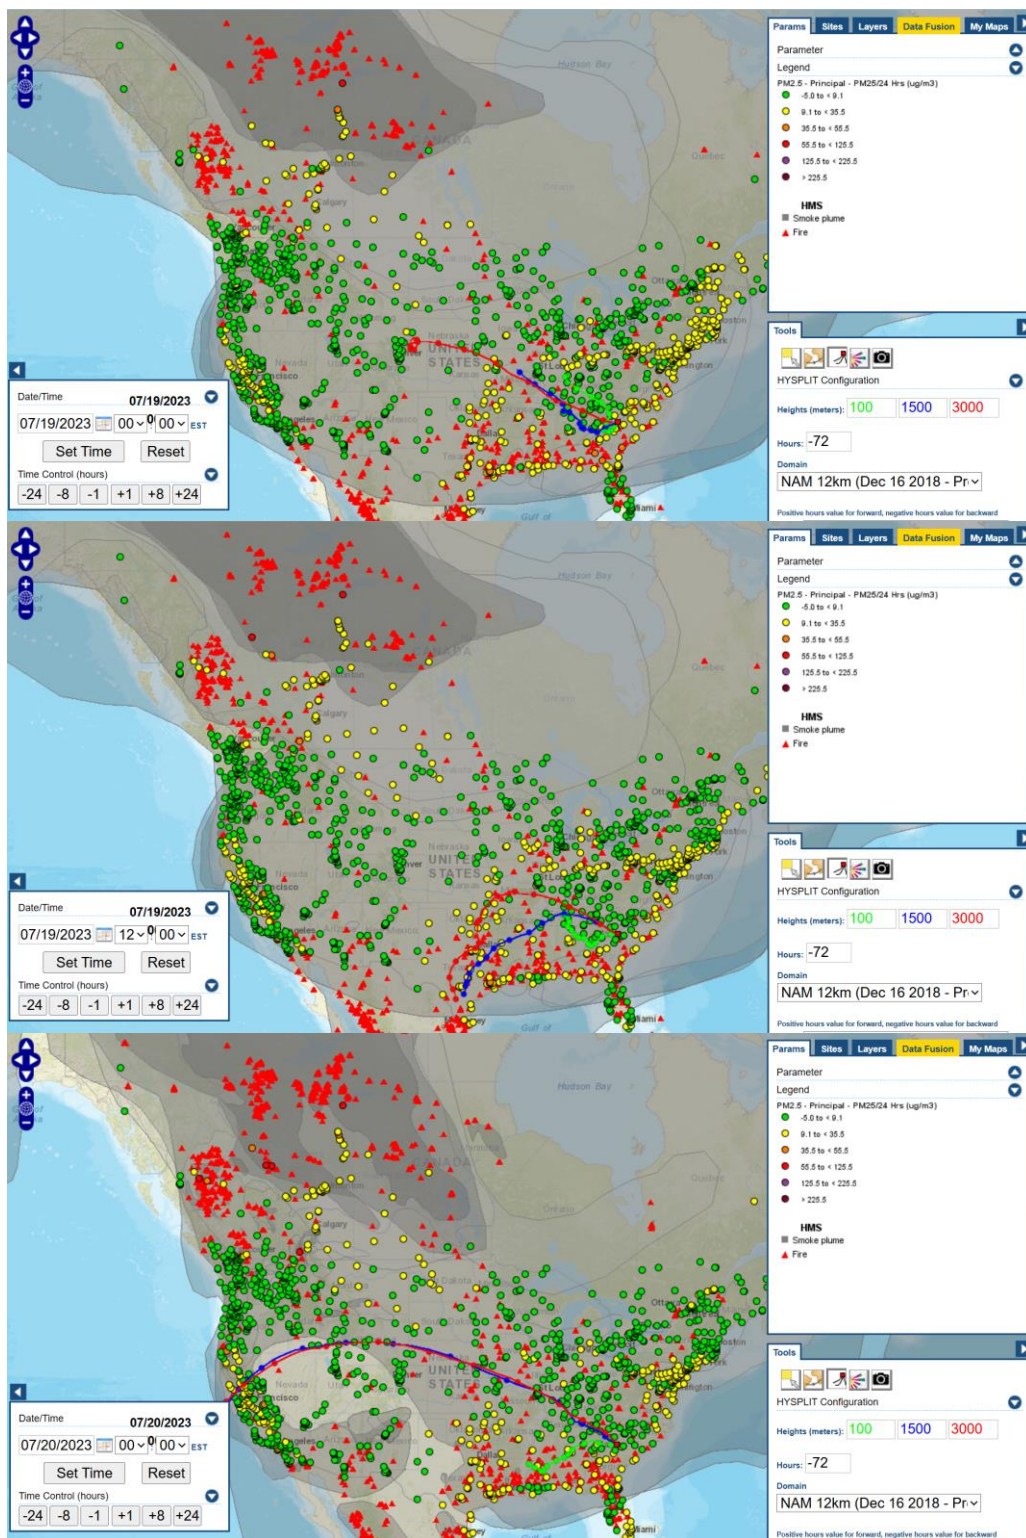 Hudson Bay
CANADA
Quebec
Ontario
Calgary
Ottawa
Nebraska
UNITED
STATES
Nevada
Dallas
Gulf of
Miami
Params Sites Layers Data Fusion My Maps
Parameter
Legend
PM2.5 - Principal - PM25/24 Hrs (ug/m3)
-5.0 to < 9.1
9.1 to < 35.5
35.5 to < 55.5
55.5 to < 125.5
125.5 to < 225.5
> 225.5
HMS
Smoke plume
Fire
Tools
HYSPLIT Configuration
Heights (meters): 100 1500 3000
Hours: -72
Domain
NAM 12km (Dec 16 2018 - Pr
Positive hours value for forward, negative hours value for backward
Date/Time 07/19/2023
07/19/2023 00 : 00 EST
Set Time Reset
Time Control (hours)
-24 -8 -1 +1 +8 +24
Hudson Bay
CANADA
Quebec
Calgary
Nebraska
UNITED
STATES
Nevada
Gulf of
Miami
Params Sites Layers Data Fusion My Maps
Parameter
Legend
PM2.5 - Principal - PM25/24 Hrs (ug/m3)
-5.0 to < 9.1
9.1 to < 35.5
35.5 to < 55.5
55.5 to < 125.5
125.5 to < 225.5
> 225.5
HMS
Smoke plume
Fire
Tools
HYSPLIT Configuration
Heights (meters): 100 1500 3000
Hours: -72
Domain
NAM 12km (Dec 16 2018 - Pr
Positive hours value for forward, negative hours value for backward
Date/Time 07/19/2023
07/19/2023 12 : 00 EST
Set Time Reset
Time Control (hours)
-24 -8 -1 +1 +8 +24
Hudson Bay
CANADA
Quebec
Ontario
Calgary
UNITED
STATES
Nevada
Dallas
Gulf of
Miami
Params Sites Layers Data Fusion My Maps
Parameter
Legend
PM2.5 - Principal - PM25/24 Hrs (ug/m3)
-5.0 to < 9.1
9.1 to < 35.5
35.5 to < 55.5
55.5 to < 125.5
125.5 to < 225.5
> 225.5
HMS
Smoke plume
Fire
Tools
HYSPLIT Configuration
Heights (meters): 100 1500 3000
Hours: -72
Domain
NAM 12km (Dec 16 2018 - Pr
Positive hours value for forward, negative hours value for backward
Date/Time 07/20/2023
07/20/2023 00 : 00 EST
Set Time Reset
Time Control (hours)
-24 -8 -1 +1 +8 +24